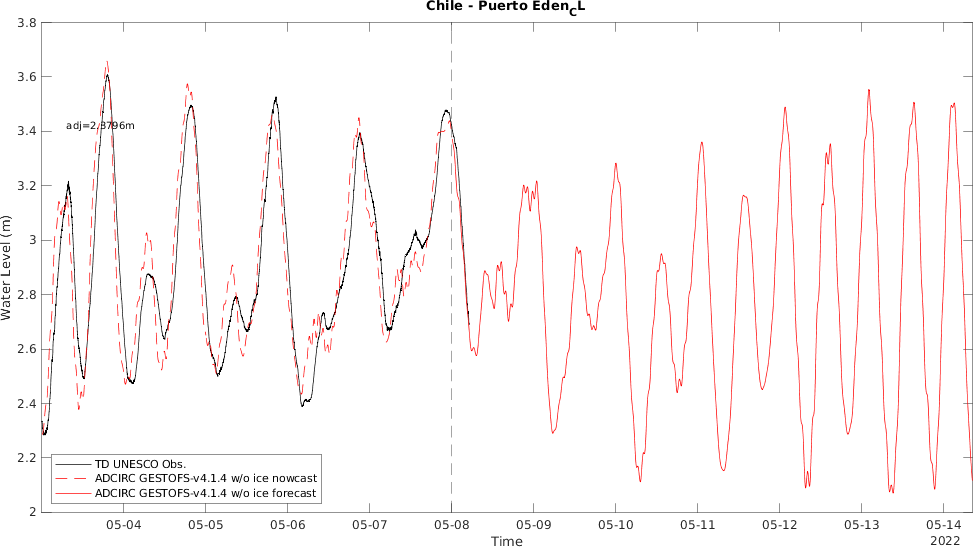 Chile - Puerto Eden_CL
3.8
3.6
adj=2.3796m
3.4
3.2
3
2.8
2.6
2.4
2.2
2
Water Level (m)
TD UNESCO Obs.
ADCIRC GESTOFS-v4.1.4 w/o ice nowcast
ADCIRC GESTOFS-v4.1.4 w/o ice forecast
05-04 05-05 05-06 05-07 05-08 05-09 05-10 05-11 05-12 05-13 05-14
Time
2022